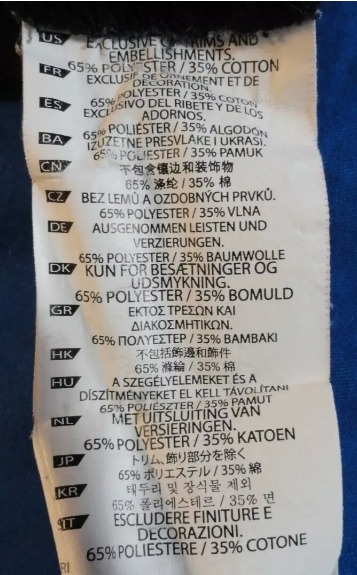 US EXCLUSIVE OF TRIMS AND
EMBELLISHMENTS.
65% POLYESTER / 35% COTTON
FR EXCLUSIF DE ORNEMENT ET DE
DECORATION.
65% POLYESTER / 35% COTON
ES EXCLUSIVO DEL RIBETE Y DE LOS
ADORNOS.
65% POLIÉSTER / 35% ALGODÓN
BA IZUZETNE PRESVLAKE I UKRASI.
65% POLIESTER / 35% PAMUK
CN 不包含镶边和装饰物
65% 涤纶 / 35% 棉
CZ BEZ LEMŮ A OZDOBNÝCH PRVKŮ.
65% POLYESTER / 35% VLNA
DE AUSGENOMMEN LEISTEN UND
VERZIERUNGEN.
65% POLYESTER / 35% BAUMWOLLE
DK KUN FOR BESÆTNINGER OG
UDSMYKNING.
65% POLYESTER / 35% BOMULD
GR ΕΚΤΟΣ ΤΡΕΣΩΝ ΚΑΙ
ΔΙΑΚΟΣΜΗΤΙΚΩΝ.
65% ΠΟΛΥΕΣΤΕΡ / 35% ΒΑΜΒΑΚΙ
HK 不包括飾邊和飾件
65% 滌綸 / 35% 棉
HU A SZEGÉLYELEMEKET ÉS A
DÍSZÍTMÉNYEKET EL KELL TÁVOLÍTANI
65% POLIÉSZTER / 35% PAMUT
NL MET UITSLUITING VAN
VERSIERINGEN.
65% POLYESTER / 35% KATOEN
JP トリム、飾り部分を除く
65% ポリエステル / 35% 綿
KR 테두리 및 장식물 제외
65% 폴리에스테르 / 35% 면
IT ESCLUDERE FINITURE E
DECORAZIONI.
65% POLIESTERE / 35% COTONE
RI